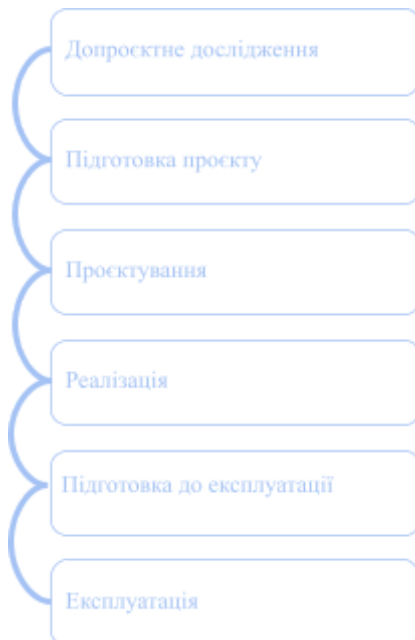 Допроєктне дослідження
Підготовка проєкту
Проєктування
Реалізація
Підготовка до експлуатації
Експлуатація